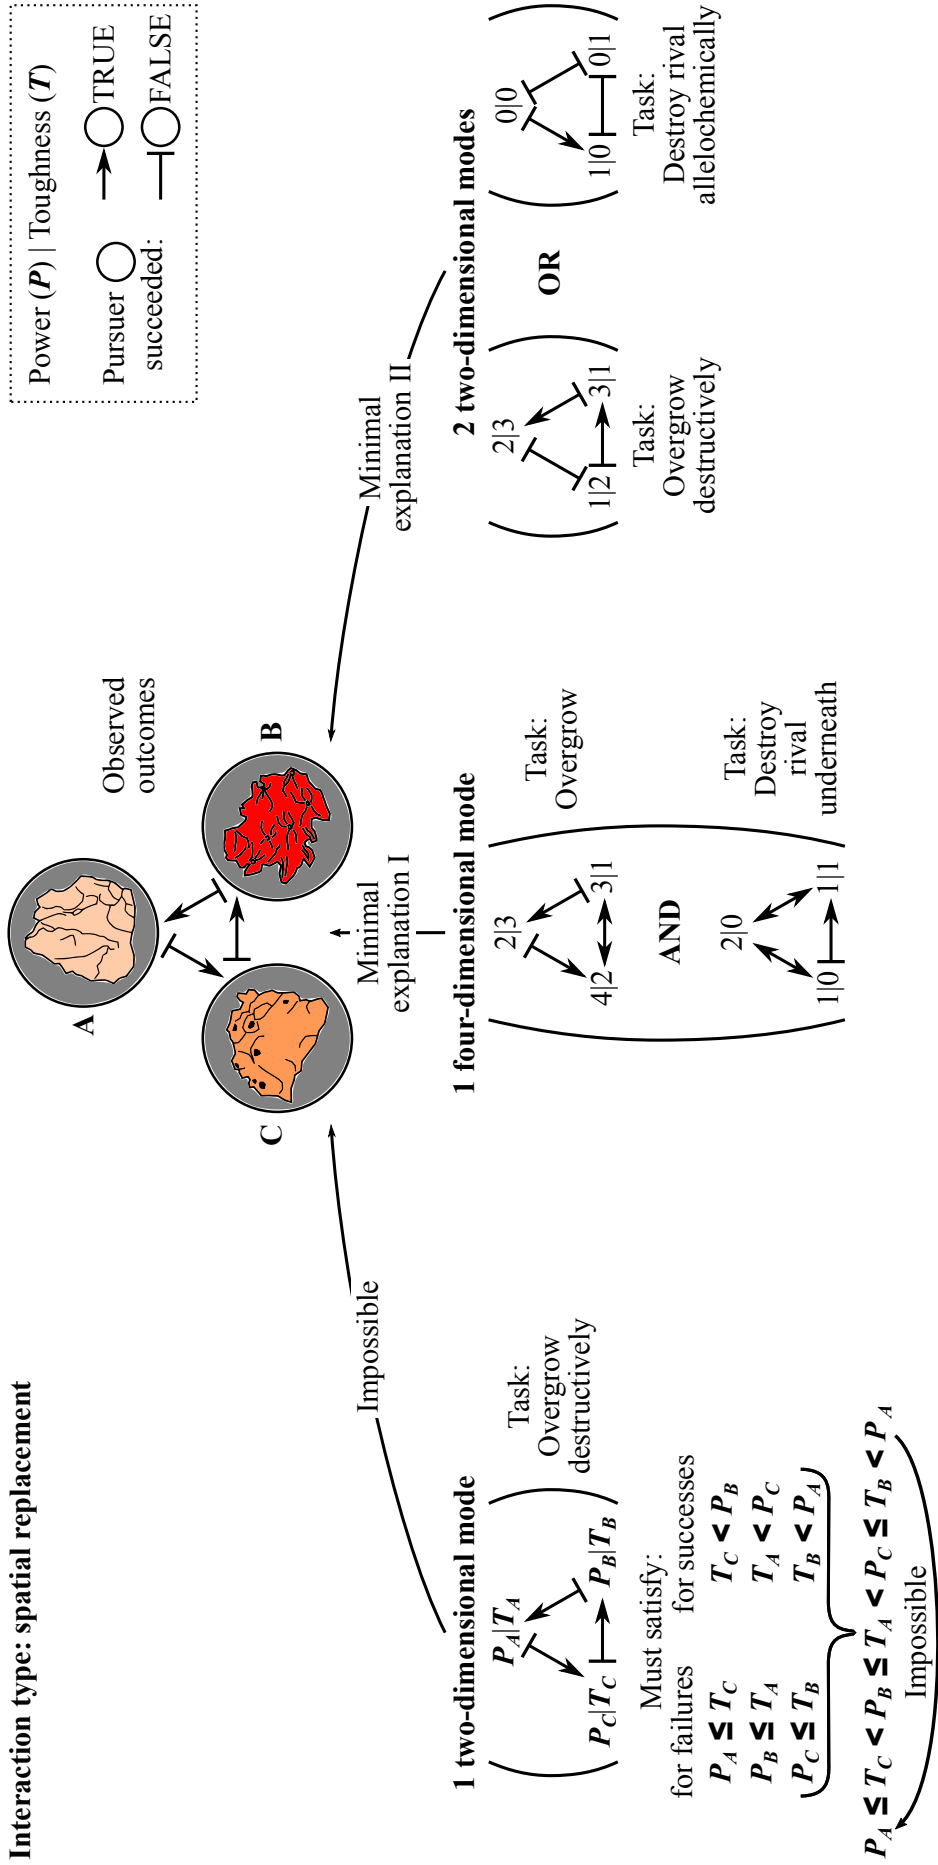 Interaction type: spatial replacement
Power (P) | Toughness (T)
Pursuer
succeeded:
TRUE
FALSE
Observed
outcomes
A
C
B
Impossible
Minimal
explanation I
Minimal
explanation II
1 two-dimensional mode
P_A|T_A
P_C|T_C
P_B|T_B
Task:
Overgrow
destructively
Must satisfy:
for failures
for successes
P_A ≤ T_C
T_C < P_B
P_B ≤ T_A
T_A < P_C
P_C ≤ T_B
T_B < P_A
P_A ≤ T_C < P_B ≤ T_A < P_C ≤ T_B < P_A
Impossible
1 four-dimensional mode
2|3
4|2
3|1
Task:
Overgrow
AND
2|0
1|0
1|1
Task:
Destroy
rival
underneath
2 two-dimensional modes
2|3
1|2
3|1
Task:
Overgrow
destructively
OR
0|0
1|0
0|1
Task:
Destroy rival
allelochemically